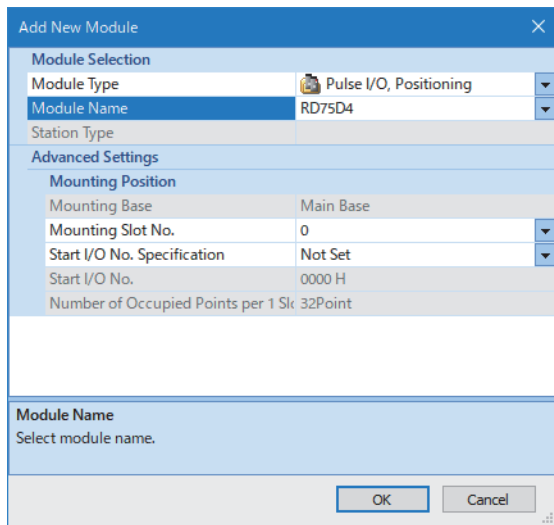 Add New Module
Module Selection
Module Type Pulse I/O, Positioning
Module Name RD75D4
Station Type
Advanced Settings
Mounting Position
Mounting Base Main Base
Mounting Slot No. 0
Start I/O No. Specification Not Set
Start I/O No. 0000 H
Number of Occupied Points per 1 Slc 32Point
Module Name
Select module name.
OK Cancel